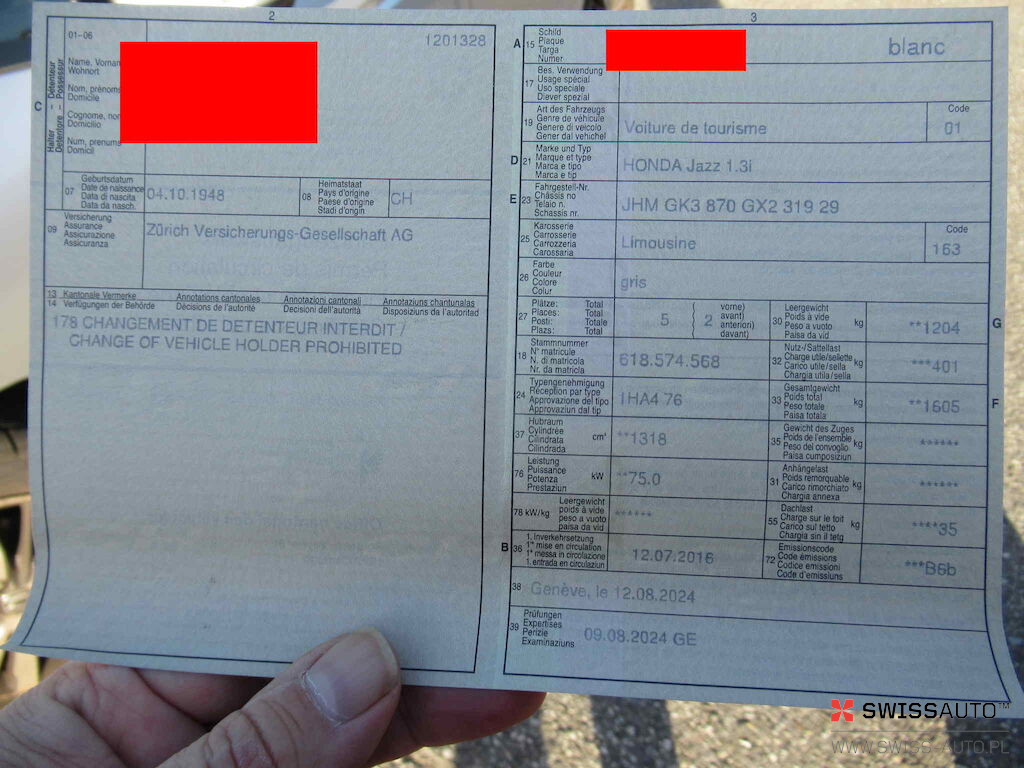 2
01-06
1201328
Détenteur
Possessur
Halter
Detentore
C
Name, Vornam
Wohnort
Nom, prénoms
Domicile
Cognome, nom
Domicilio
Num, prenums
Domicil
07
Geburtsdatum
Date de naissance
Data di nascita
Data da nasch.
04.10.1948
08
Heimatstaat
Pays d'origine
Paese d'origine
Stadi d'origin
CH
09
Versicherung
Assurance
Assicurazione
Assicuranza
Zürich Versicherungs-Gesellschaft AG
13 Kantonale Vermerke
14 Verfügungen der Behörde
Annotations cantonales
Décisions de l'autorité
Annotazioni cantonali
Decisioni dell'autorità
Annotaziuns chantunalas
Disposiziuns da l'autoritad
178 CHANGEMENT DE DETENTEUR INTERDIT /
CHANGE OF VEHICLE HOLDER PROHIBITED
3
A 15
Schild
Plaque
Targa
Numer
blanc
17
Bes. Verwendung
Usage spécial
Uso speciale
Diever spezial
19
Art des Fahrzeugs
Genre de véhicule
Genere di veicolo
Gener dal vehichel
Voiture de tourisme
Code
01
D 21
Marke und Typ
Marque et type
Marca e tipo
Marca e tip
HONDA Jazz 1.3i
E 23
Fahrgestell-Nr.
Châssis no
Telaio n.
Schassis nr.
JHM GK3 870 GX2 319 29
25
Karosserie
Carrosserie
Carrozzeria
Carossaria
Limousine
Code
163
26
Farbe
Couleur
Colore
Colur
gris
27
Plätze: Total
Places: Total
Posti: Totale
Plazs: Total
5
2
vorne)
avant)
anteriori)
davant)
30
Leergewicht
Poids à vide
Peso a vuoto
Paisa da vid
kg
**1204
G
18
Stammnummer
N° matricule
N. di matricola
Nr. da matricla
618.574.568
32
Nutz-/Sattellast
Charge utile/sellette
Carico utile/sella
Chargia utila/sella
kg
***401
24
Typengenehmigung
Réception par type
Approvazione del tipo
Approvaziun dal tip
1HA4 76
33
Gesamtgewicht
Poids total
Peso totale
Paisa totala
kg
**1605
F
37
Hubraum
Cylindrée
Cilindrata
Cilindrada
cm³
**1318
35
Gewicht des Zuges
Poids de l'ensemble
Peso del convoglio
Paisa cumposiziun
kg
******
76
Leistung
Puissance
Potenza
Prestaziun
kW
**75.0
31
Anhängelast
Poids remorquable
Carico rimorchiato
Chargia annexa
kg
******
78 kW/kg
Leergewicht
poids à vide
peso a vuoto
paisa da vid
******
55
Dachlast
Charge sur le toit
Carico sul tetto
Chargia sin il tetg
kg
****35
B 36
1. Inverkehrsetzung
1re mise en circulation
1a messa in circolazione
1. entrada en circulaziun
12.07.2016
72
Emissionscode
Code émissions
Codice emissioni
Code d'emissiuns
***B6b
38
Genève, le 12.08.2024
39
Prüfungen
Expertises
Perizie
Examinaziuns
09.08.2024 GE
SWISSAUTO™
WWW.SWISS-AUTO.PL